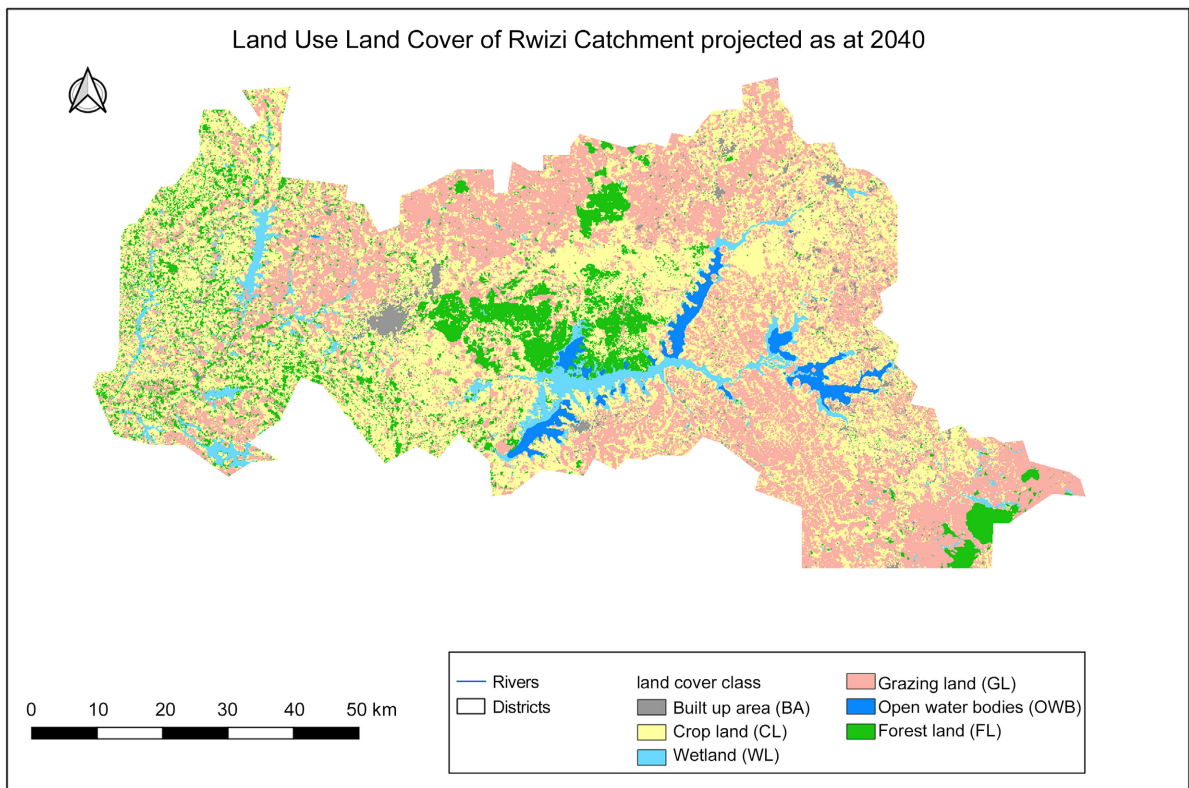 Land Use Land Cover of Rwizi Catchment projected as at 2040
0 10 20 30 40 50 km
Rivers
Districts
land cover class
Built up area (BA)
Crop land (CL)
Wetland (WL)
Grazing land (GL)
Open water bodies (OWB)
Forest land (FL)